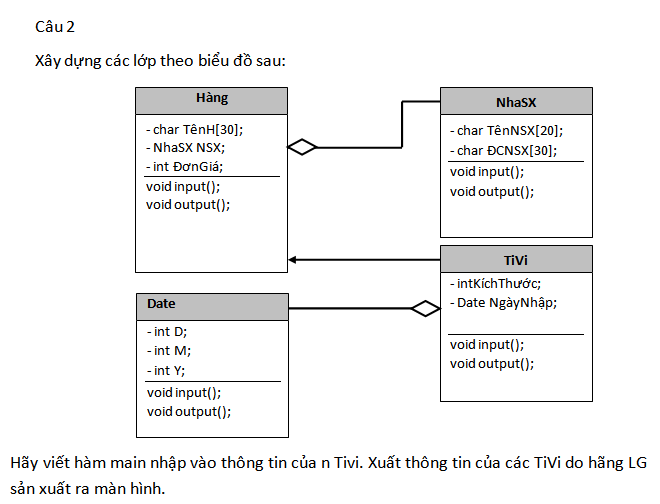 Câu 2
Xây dựng các lớp theo biểu đồ sau:
Hàng
- char TênH[30];
- NhaSX NSX;
- int ĐơnGiá;
void input();
void output();
NhaSX
- char TênNSX[20];
- char ĐCNSX[30];
void input();
void output();
TiVi
- intKíchThước;
- Date NgàyNhập;
void input();
void output();
Date
- int D;
- int M;
- int Y;
void input();
void output();
Hãy viết hàm main nhập vào thông tin của n Tivi. Xuất thông tin của các TiVi do hãng LG
sản xuất ra màn hình.